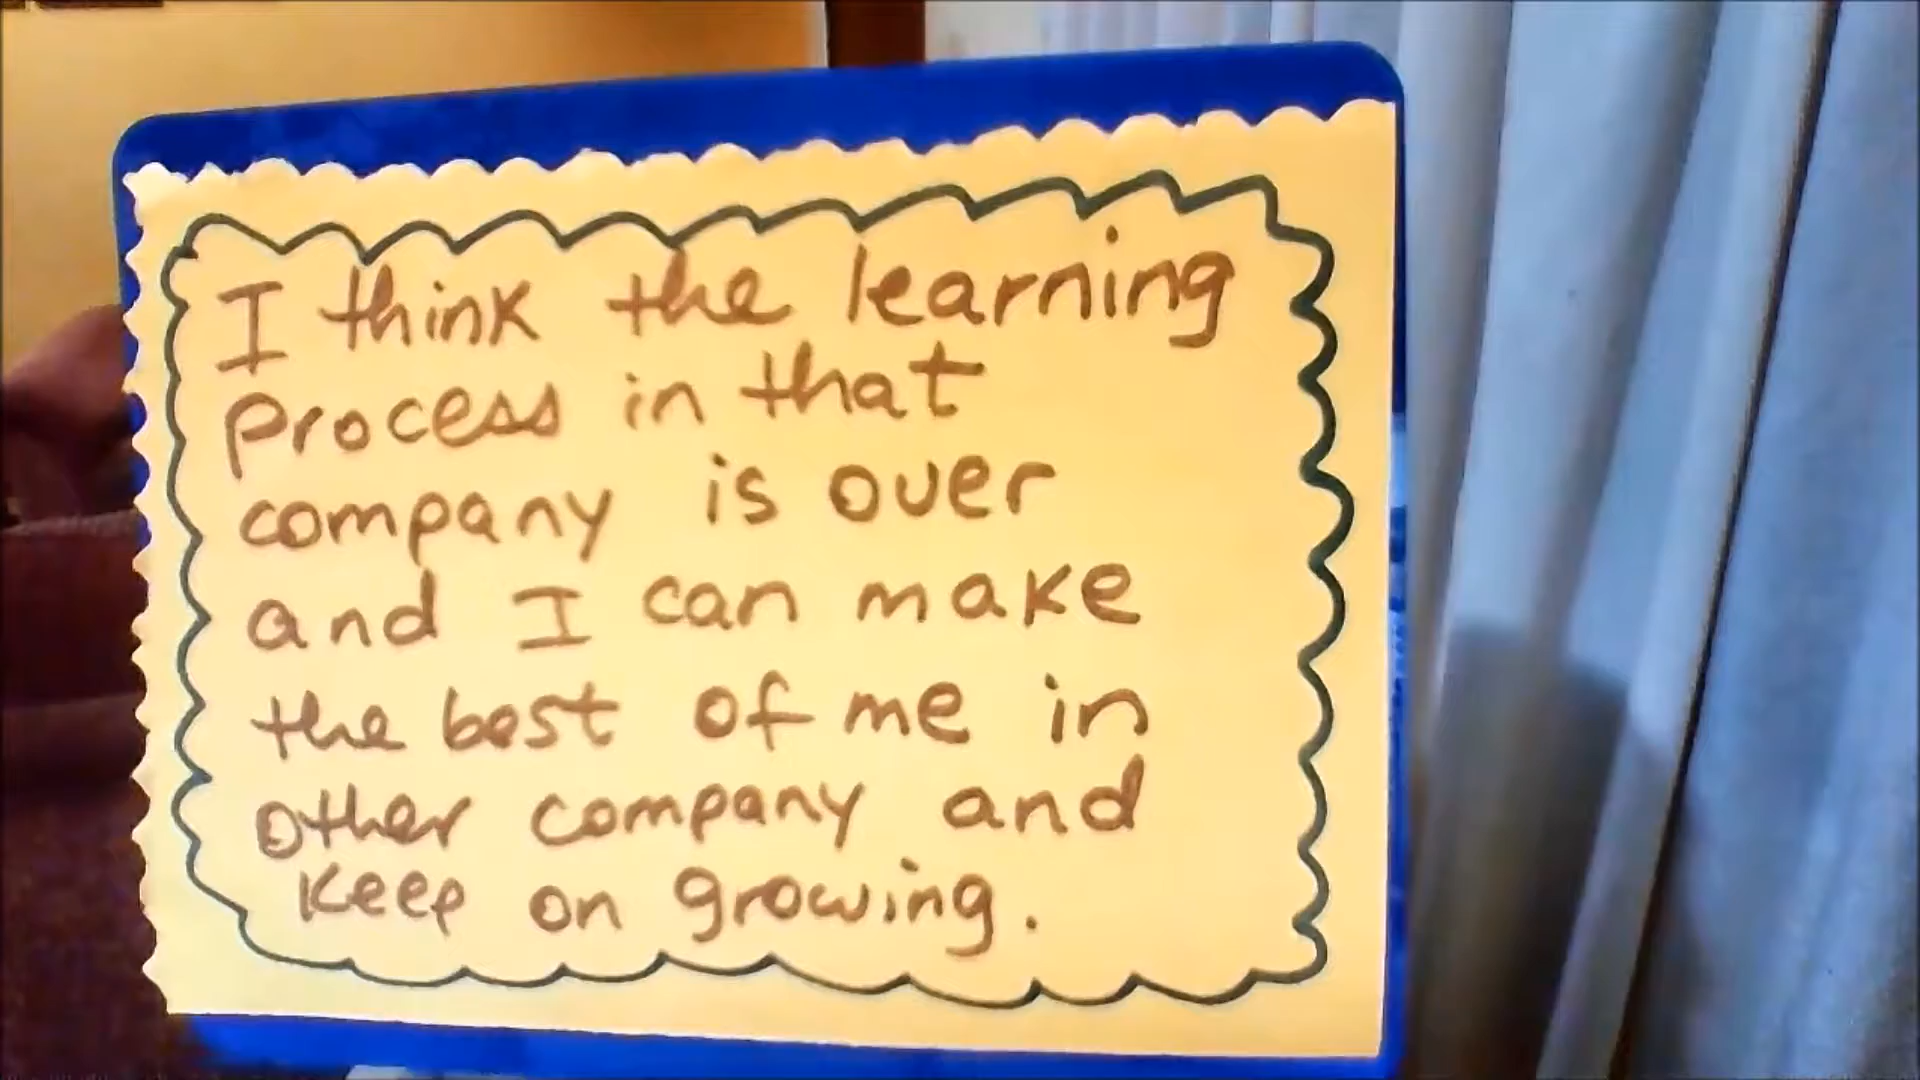 I think the learning
process in that
company is over
and I can make
the best of me in
other company and
keep on growing.